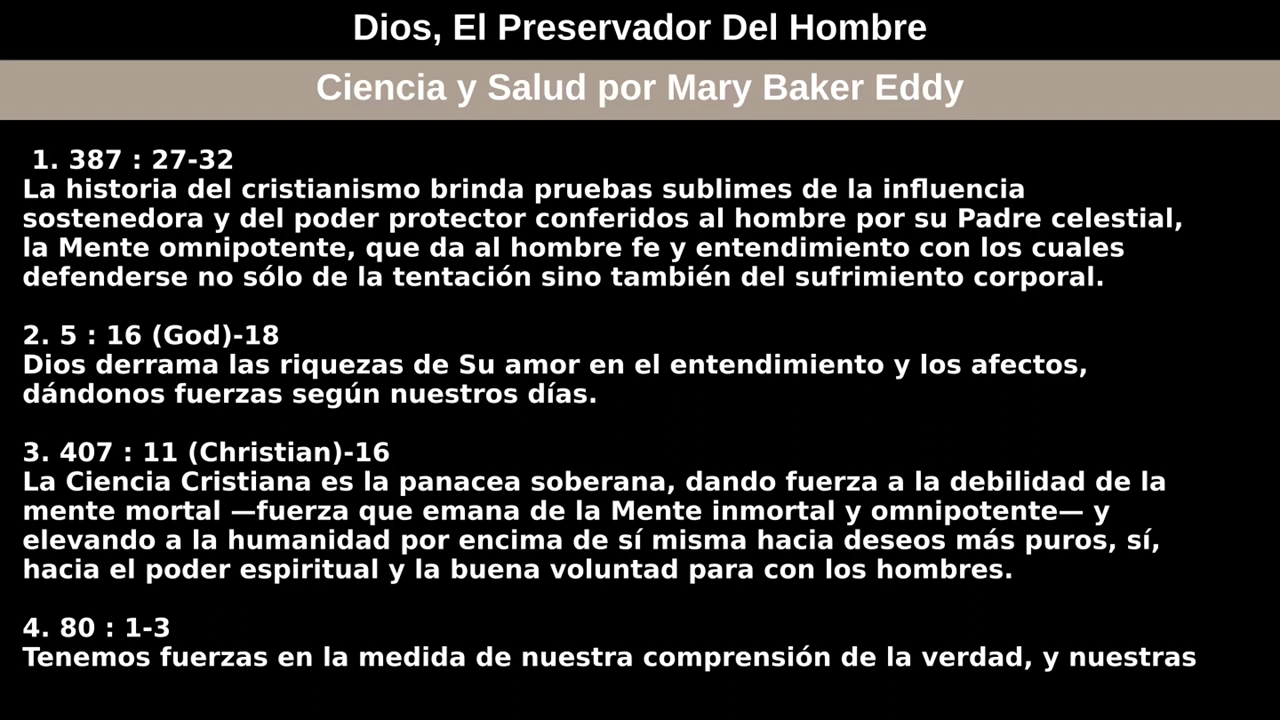 Dios, El Preservador Del Hombre
Ciencia y Salud por Mary Baker Eddy
1. 387 : 27-32
La historia del cristianismo brinda pruebas sublimes de la influencia
sostenedora y del poder protector conferidos al hombre por su Padre celestial,
la Mente omnipotente, que da al hombre fe y entendimiento con los cuales
defenderse no sólo de la tentación sino también del sufrimiento corporal.
2. 5 : 16 (God)-18
Dios derrama las riquezas de Su amor en el entendimiento y los afectos,
dándonos fuerzas según nuestros días.
3. 407 : 11 (Christian)-16
La Ciencia Cristiana es la panacea soberana, dando fuerza a la debilidad de la
mente mortal —fuerza que emana de la Mente inmortal y omnipotente— y
elevando a la humanidad por encima de sí misma hacia deseos más puros, sí,
hacia el poder espiritual y la buena voluntad para con los hombres.
4. 80 : 1-3
Tenemos fuerzas en la medida de nuestra comprensión de la verdad, y nuestras